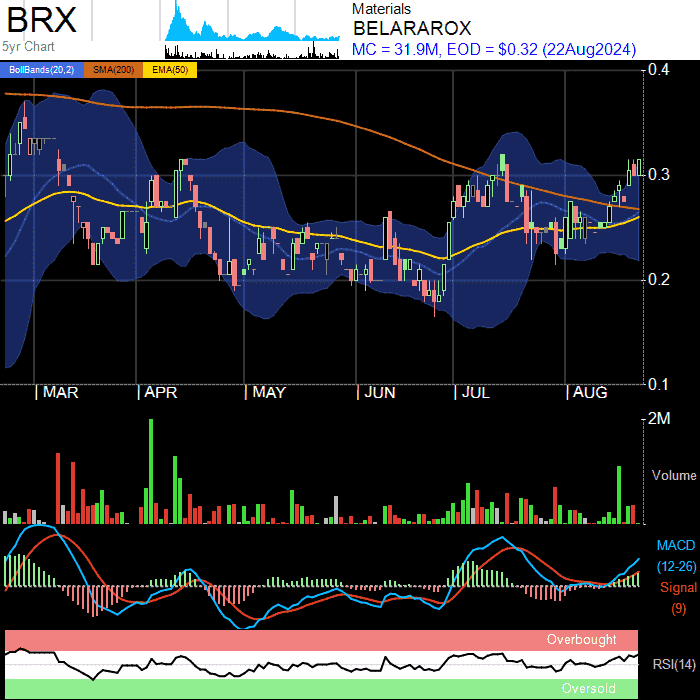 BRX
5yr Chart
Materials
BELARAROX
MC = 31.9M, EOD = $0.32 (22Aug2024)
BollBands(20,2) SMA(200) EMA(50)
0.4
0.3
0.2
0.1
MAR APR MAY JUN JUL AUG
2M
Volume
MACD
(12-26)
Signal
(9)
Overbought
RSI(14)
Oversold